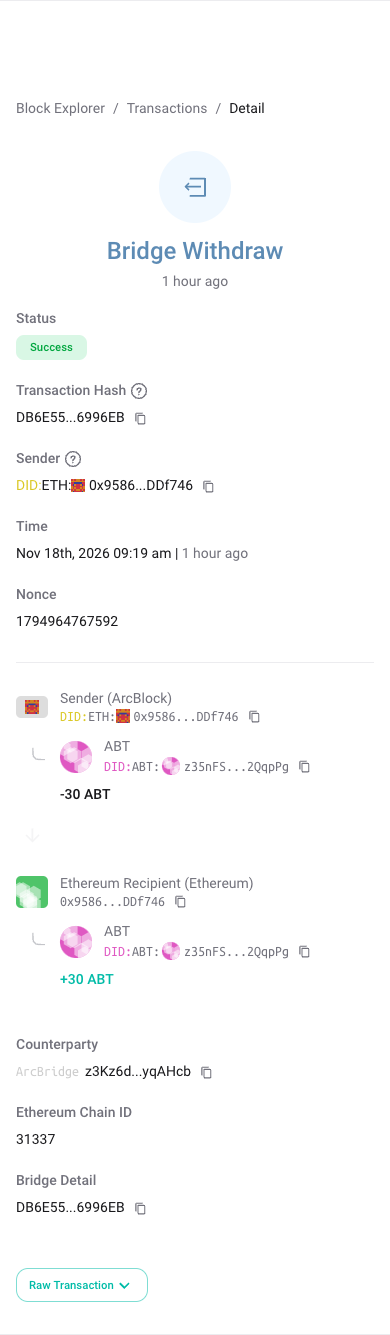 Block Explorer / Transactions / Detail
Bridge Withdraw
1 hour ago
Status
Success
Transaction Hash ?
DB6E55...6996EB
Sender ?
DID:ETH: 0x9586...DDf746
Time
Nov 18th, 2026 09:19 am | 1 hour ago
Nonce
1794964767592
Sender (ArcBlock)
DID:ETH: 0x9586...DDf746
ABT
DID:ABT: z35nFS...2QqpPg
-30 ABT
Ethereum Recipient (Ethereum)
0x9586...DDf746
ABT
DID:ABT: z35nFS...2QqpPg
+30 ABT
Counterparty
ArcBridge z3Kz6d...yqAHcb
Ethereum Chain ID
31337
Bridge Detail
DB6E55...6996EB
Raw Transaction